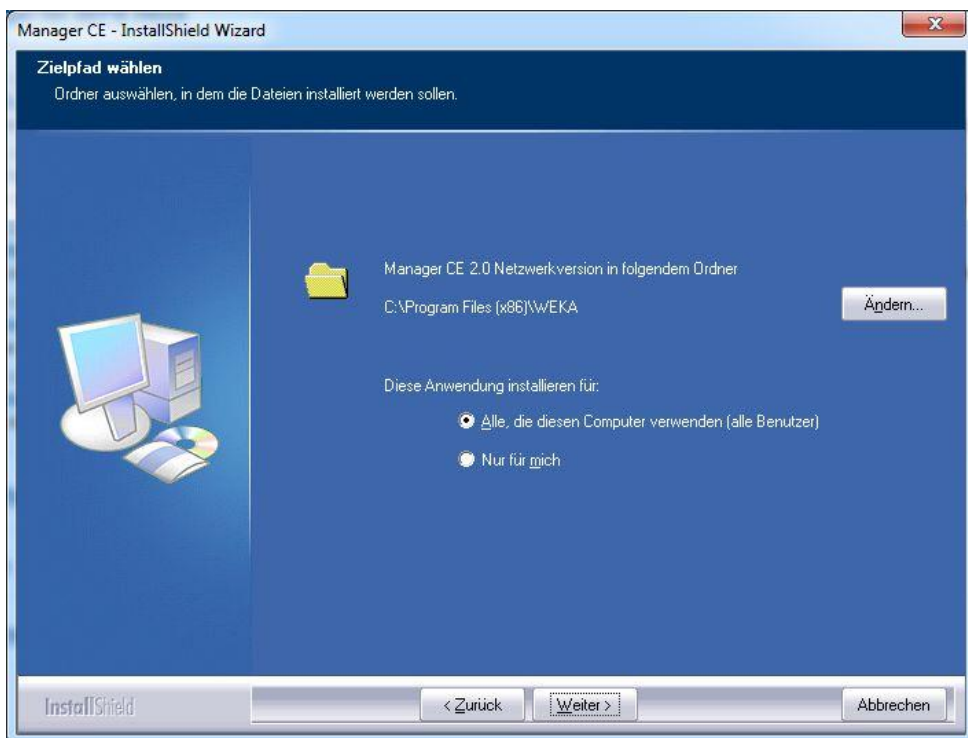 Manager CE - InstallShield Wizard
Zielpfad wählen
Ordner auswählen, in dem die Dateien installiert werden sollen.
Manager CE 2.0 Netzwerkversion in folgendem Ordner
C:\Program Files (x86)\WEKA
Ändern...
Diese Anwendung installieren für:
Alle, die diesen Computer verwenden (alle Benutzer)
Nur für mich
InstallShield
< Zurück
Weiter >
Abbrechen